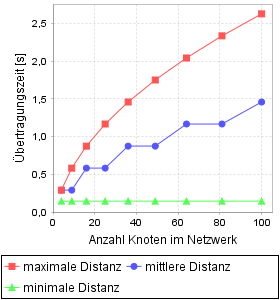 2,5
2,0
1,5
1,0
0,5
0,0
Übertragungszeit [s]
0 20 40 60 80 100
Anzahl Knoten im Netzwerk
maximale Distanz mittlere Distanz
minimale Distanz